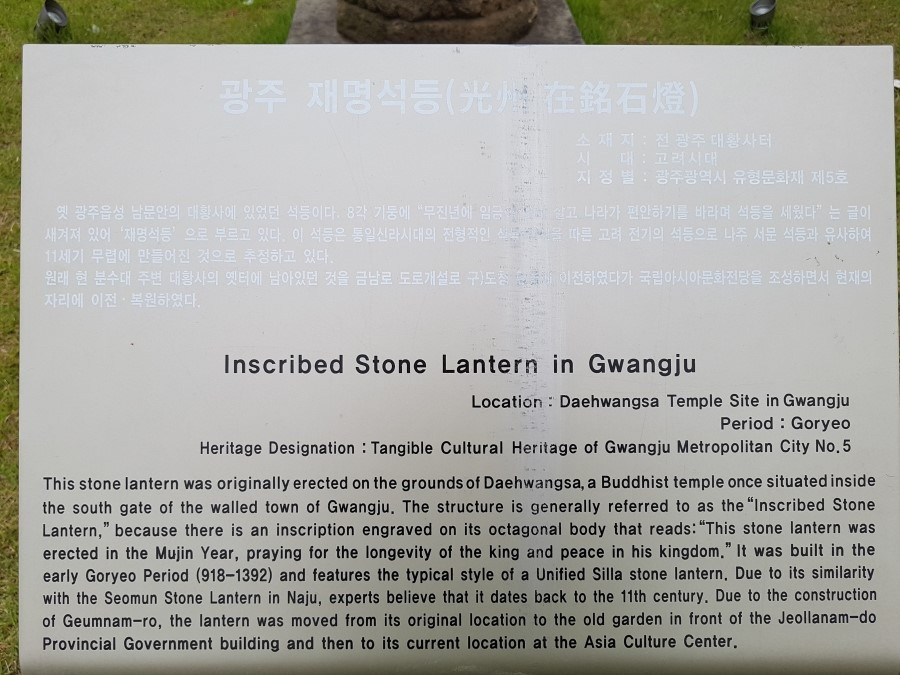 광주 재명석등(光州 在銘石燈)
소 재 지 : 전 광주 대황사터
시 대 : 고려시대
지 정 별 : 광주광역시 유형문화재 제5호
옛 광주읍성 남문안의 대황사에 있었던 석등이다. 8각 기둥에 “무진년에 살고 나라가 편안하기를 바라며 석등을 세웠다” 는 글이
새겨져 있어 ‘재명석등’ 으로 부르고 있다. 이 석등은 통일신라시대의 전형적인 따른 고려 전기의 석등으로 나주 서문 석등과 유사하여
11세기 무렵에 만들어진 것으로 추정하고 있다.
원래 현 분수대 주변 대황사의 옛터에 남아있던 것을 금남로 도로개설로 구)도청 이전하였다가 국립아시아문화전당을 조성하면서 현재의
자리에 이전 · 복원하였다.
Inscribed Stone Lantern in Gwangju
Location : Daehwangsa Temple Site in Gwangju
Period : Goryeo
Heritage Designation : Tangible Cultural Heritage of Gwangju Metropolitan City No.5
This stone lantern was originally erected on the grounds of Daehwangsa, a Buddhist temple once situated inside
the south gate of the walled town of Gwangju. The structure is generally referred to as the “Inscribed Stone
Lantern,” because there is an inscription engraved on its octagonal body that reads: “This stone lantern was
erected in the Mujin Year, praying for the longevity of the king and peace in his kingdom.” It was built in the
early Goryeo Period (918–1392) and features the typical style of a Unified Silla stone lantern. Due to its similarity
with the Seomun Stone Lantern in Naju, experts believe that it dates back to the 11th century. Due to the construction
of Geumnam-ro, the lantern was moved from its original location to the old garden in front of the Jeollanam-do
Provincial Government building and then to its current location at the Asia Culture Center.